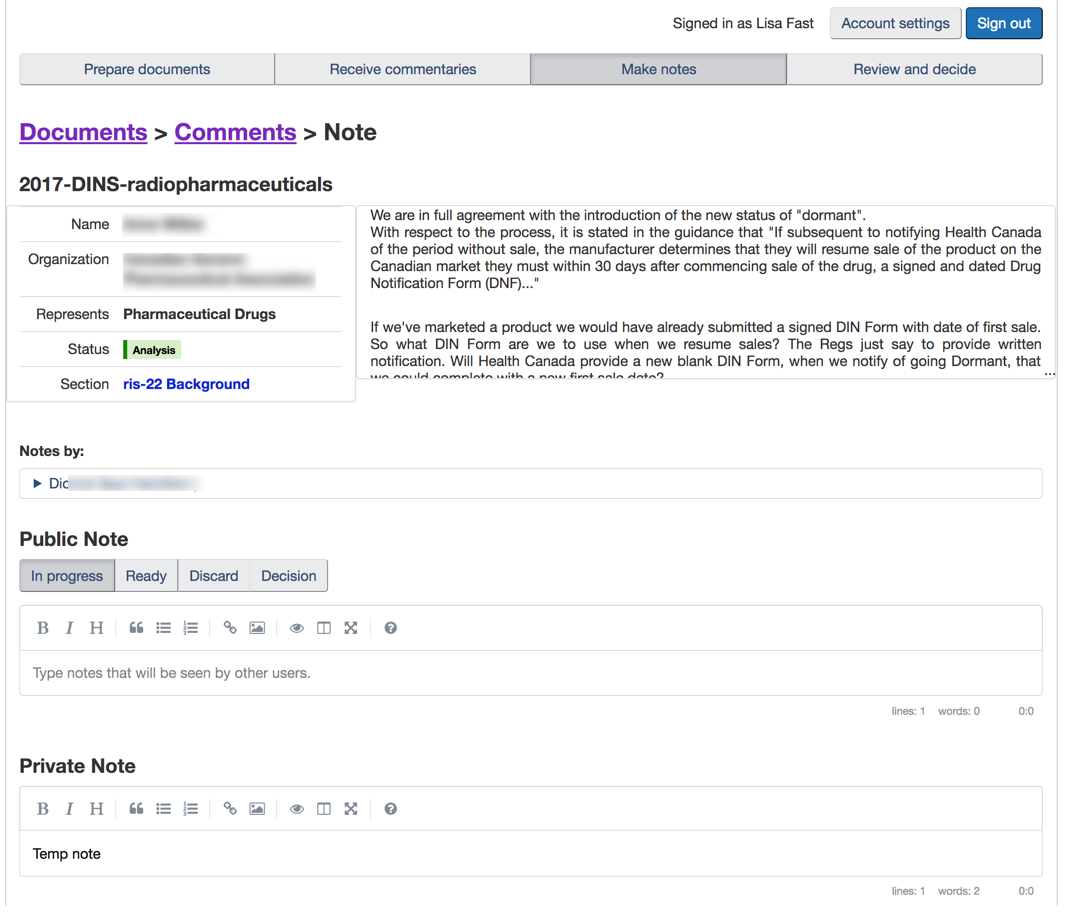 Signed in as Lisa Fast Account settings Sign out
Prepare documents Receive commentaries Make notes Review and decide
Documents > Comments > Note
2017-DINS-radiopharmaceuticals
Name
Organization
Represents Pharmaceutical Drugs
Status Analysis
Section ris-22 Background
We are in full agreement with the introduction of the new status of "dormant".
With respect to the process, it is stated in the guidance that "If subsequent to notifying Health Canada
of the period without sale, the manufacturer determines that they will resume sale of the product on the
Canadian market they must within 30 days after commencing sale of the drug, a signed and dated Drug
Notification Form (DNF)..."
If we've marketed a product we would have already submitted a signed DIN Form with date of first sale.
So what DIN Form are we to use when we resume sales? The Regs just say to provide written
notification. Will Health Canada provide a new blank DIN Form, when we notify of going Dormant, that
we could complete with a new first sale date?
...
Notes by:
Public Note
In progress Ready Discard Decision
B I H
Type notes that will be seen by other users.
lines: 1 words: 0 0:0
Private Note
B I H
Temp note
lines: 1 words: 2 0:0